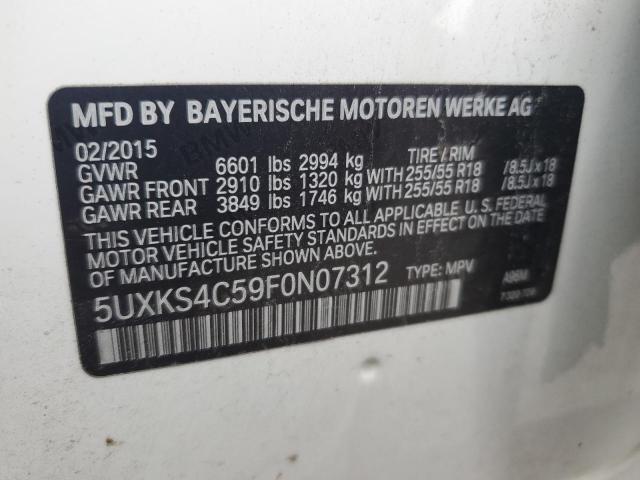 MFD BY BAYERISCHE MOTOREN WERKE AG
02/2015 TIRE/RIM
GVWR 6601 lbs 2994 kg
GAWR FRONT 2910 lbs 1320 kg WITH 255/55 R18 /8.5J x 18
GAWR REAR 3849 lbs 1746 kg WITH 255/55 R18 /8.5J x 18
THIS VEHICLE CONFORMS TO ALL APPLICABLE U. S. FEDERAL
MOTOR VEHICLE SAFETY STANDARDS IN EFFECT ON THE DATE
OF MANUFACTURE SHOWN ABOVE.
5UXKS4C59F0N07312 TYPE: MPV A96M